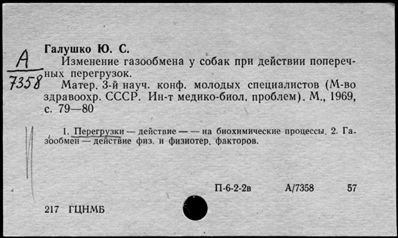 Галушко Ю. С.
А
7358
Изменение газообмена у собак при действии попереч-
ных перегрузок.
Матер. 3-й науч. конф. молодых специалистов (М-во
здравоохр. СССР. Ин-т медико-биол. проблем). М., 1969,
с. 79—80
1. Перегрузки — действие — — на биохимические процессы. 2. Га-
зообмен — действие физ. и физиотер. факторов.
П-6-2-2в А/7358 57
217 ГЦНМБ